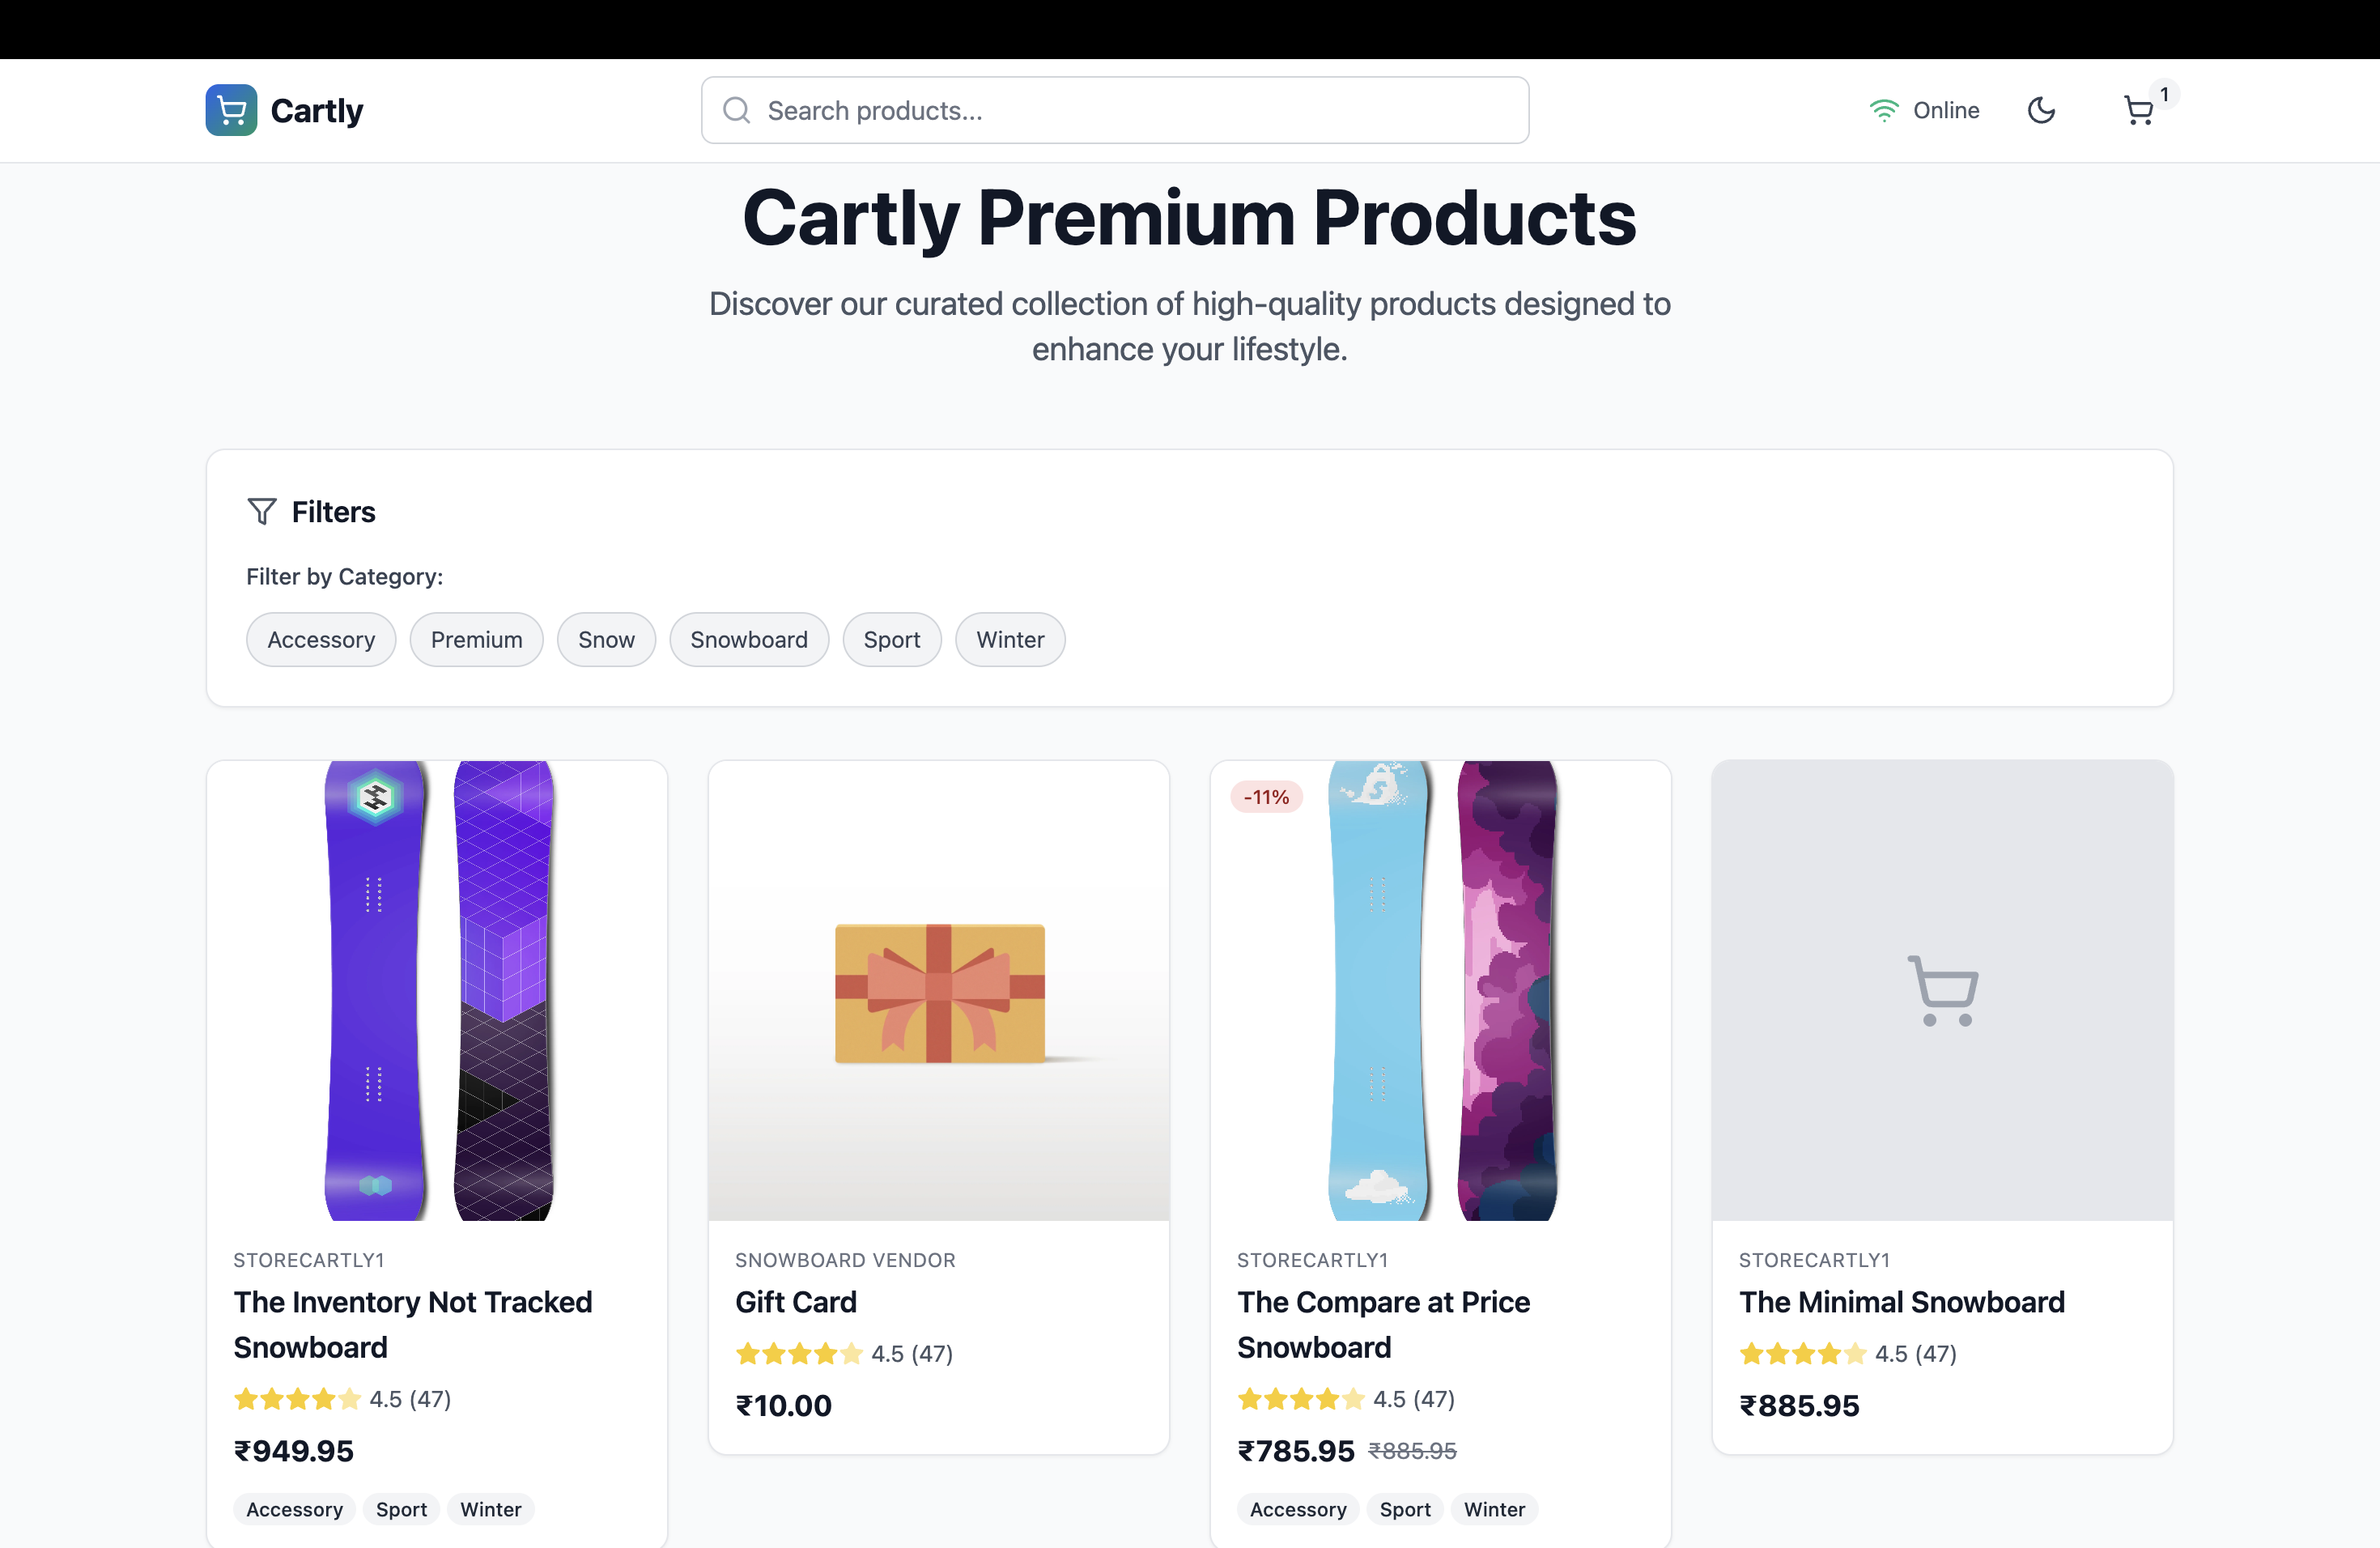 Cartly
Search products...
Online
1
Cartly Premium Products
Discover our curated collection of high-quality products designed to
enhance your lifestyle.
Filters
Filter by Category:
Accessory Premium Snow Snowboard Sport Winter
STORECARTLY1
The Inventory Not Tracked
Snowboard
4.5 (47)
₹949.95
Accessory Sport Winter
SNOWBOARD VENDOR
Gift Card
4.5 (47)
₹10.00
-11%
STORECARTLY1
The Compare at Price
Snowboard
4.5 (47)
₹785.95 ₹885.95
Accessory Sport Winter
STORECARTLY1
The Minimal Snowboard
4.5 (47)
₹885.95